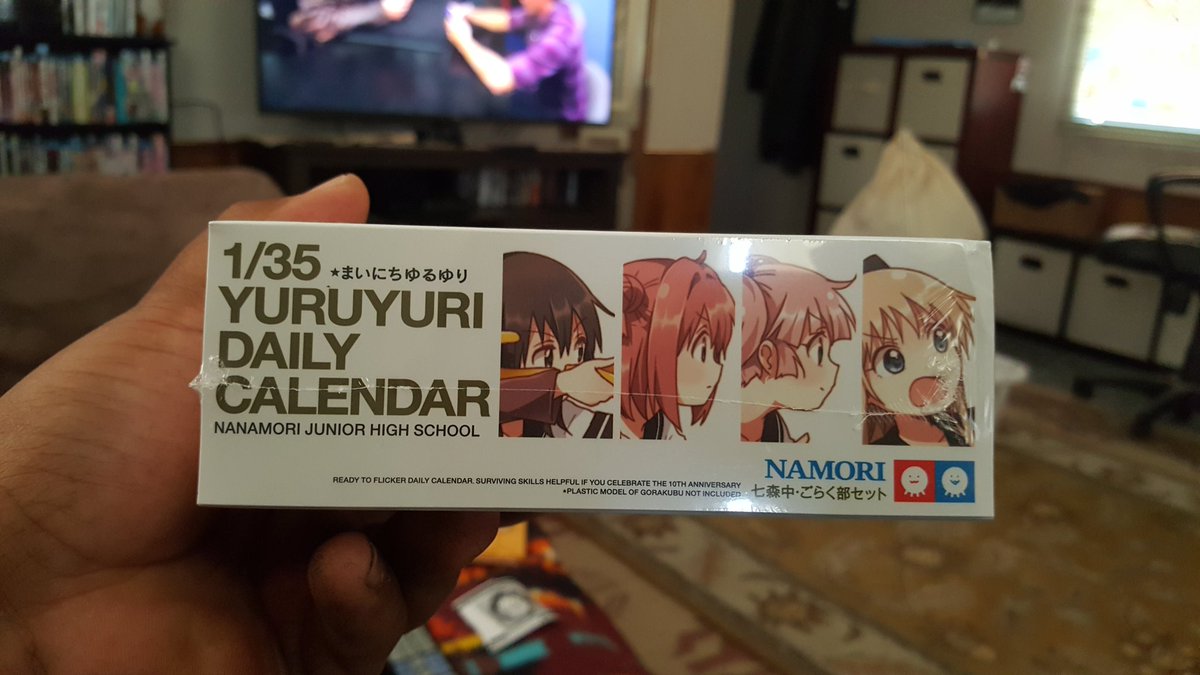 1/35 ★まいにちゆるゆり
YURUYURI
DAILY
CALENDAR
NANAMORI JUNIOR HIGH SCHOOL
READY TO FLICKER DAILY CALENDAR. SURVIVING SKILLS HELPFUL IF YOU CELEBRATE THE 10TH ANNIVERSARY
*PLASTIC MODEL OF GORAKUBU NOT INCLUDED
NAMORI
七森中・ごらく部セット